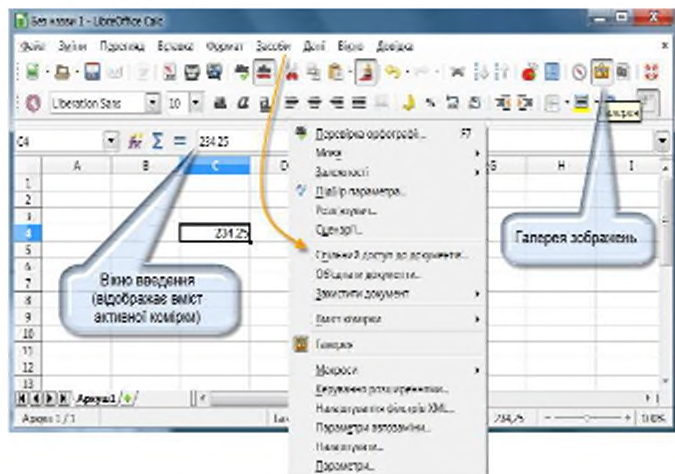 Без назви 1 - LibreOffice Calc
Файл Зміни Перегляд Вставка Формат Засоби Дані Вікно Довідка
Liberation Sans 10
C4 234,25
A B C H I
1
2
3
4 234,25
5
6
7
8
9
10
11
12
13
Вікно введення
(відображає вміст
активної комірки)
Галерея зображень
Перевірка орфографії... F7
Мова
Залежності
Підбір параметра...
Розв'язувач...
Сценарії...
Спільний доступ до документа...
Об'єднати документи...
Захистити документ
Вміст комірки
Галерея
Макроси
Керування розширеннями...
Налаштування фільтрів XML...
Параметри автозаміни...
Налаштувати...
Параметри...
Аркуш1
Аркуш 1 / 1 234,25 100%